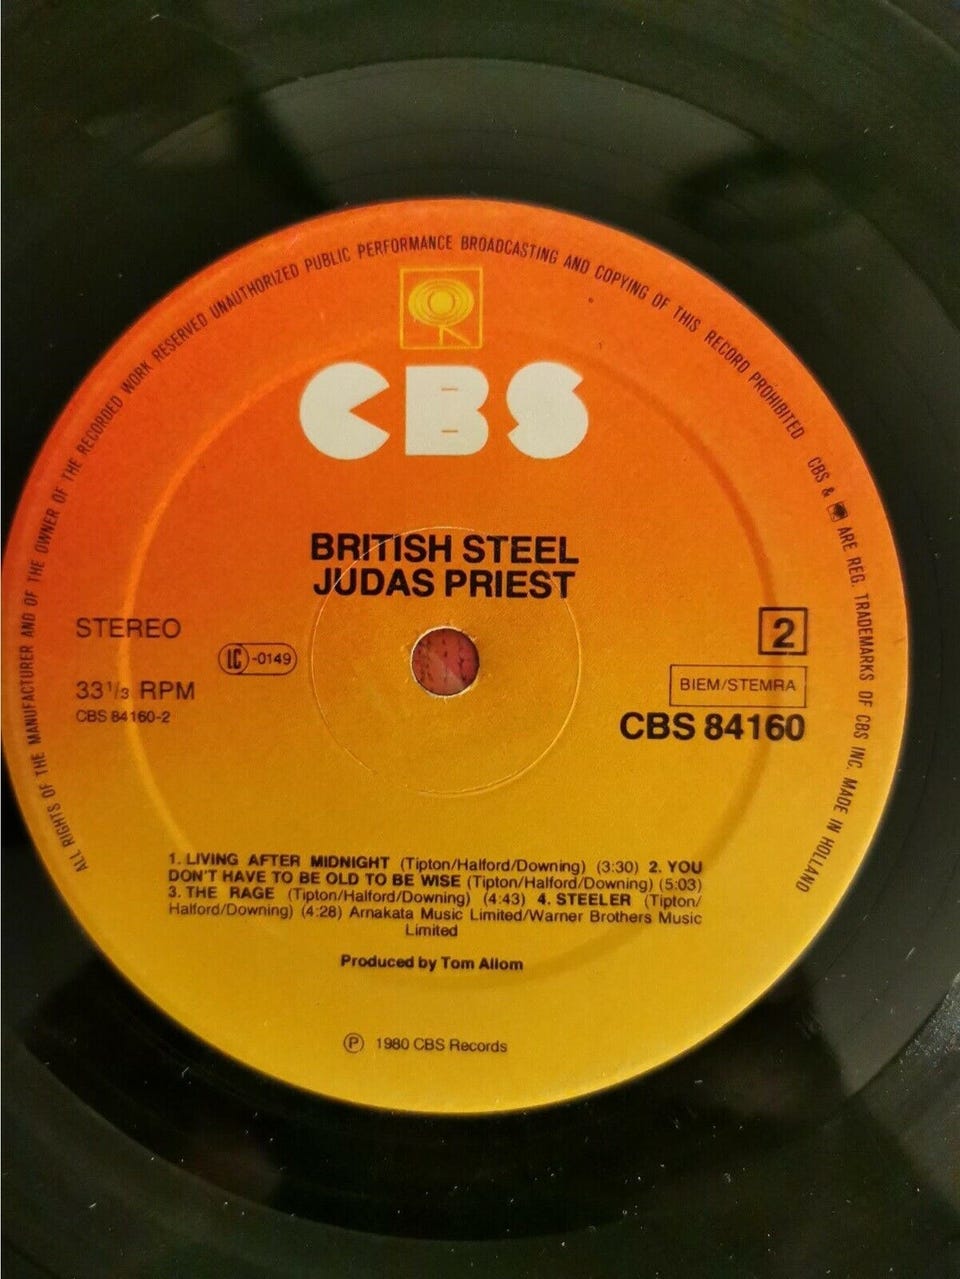 ALL RIGHTS OF THE MANUFACTURER AND OF THE OWNER OF THE RECORDED WORK RESERVED UNAUTHORIZED PUBLIC PERFORMANCE BROADCASTING AND COPYING OF THIS RECORD PROHIBITED
CBS & ARE REG. TRADEMARKS OF CBS INC. MADE IN HOLLAND
CBS
BRITISH STEEL
JUDAS PRIEST
STEREO
LC-0149
33 1/3 RPM
CBS 84160-2
2
BIEM/STEMRA
CBS 84160
1. LIVING AFTER MIDNIGHT (Tipton/Halford/Downing) (3:30) 2. YOU
DON'T HAVE TO BE OLD TO BE WISE (Tipton/Halford/Downing) (5:03)
3. THE RAGE (Tipton/Halford/Downing) (4:43) 4. STEELER (Tipton/
Halford/Downing) (4:28) Arnakata Music Limited/Warner Brothers Music
Limited
Produced by Tom Allom
Ⓟ 1980 CBS Records